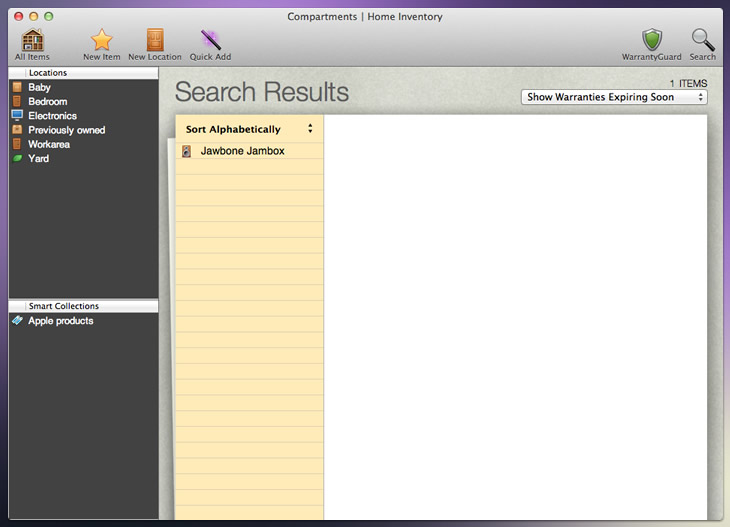 Compartments | Home Inventory
All Items
New Item
New Location
Quick Add
WarrantyGuard
Search
Locations
Baby
Bedroom
Electronics
Previously owned
Workarea
Yard
Smart Collections
Apple products
Search Results
1 ITEMS
Show Warranties Expiring Soon
Sort Alphabetically
Jawbone Jambox